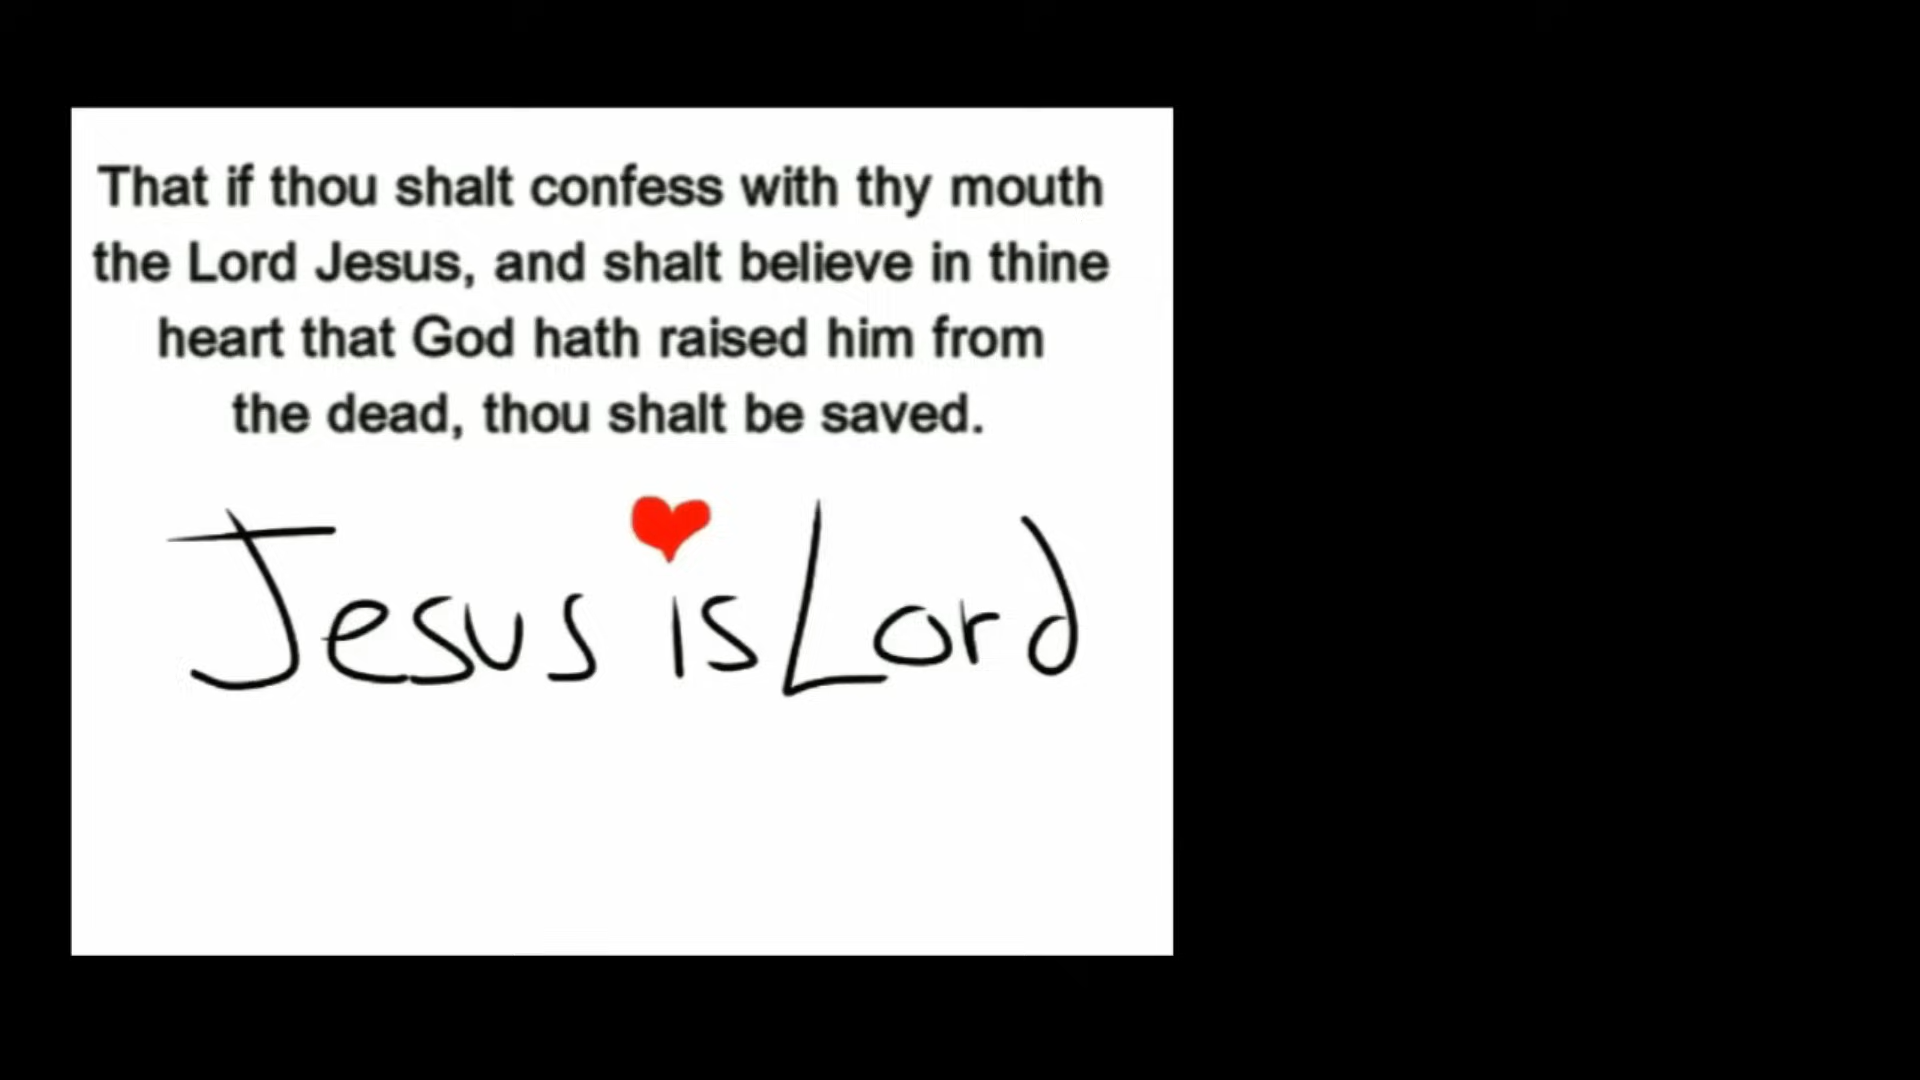 That if thou shalt confess with thy mouth
the Lord Jesus, and shalt believe in thine
heart that God hath raised him from
the dead, thou shalt be saved.
Jesus is Lord